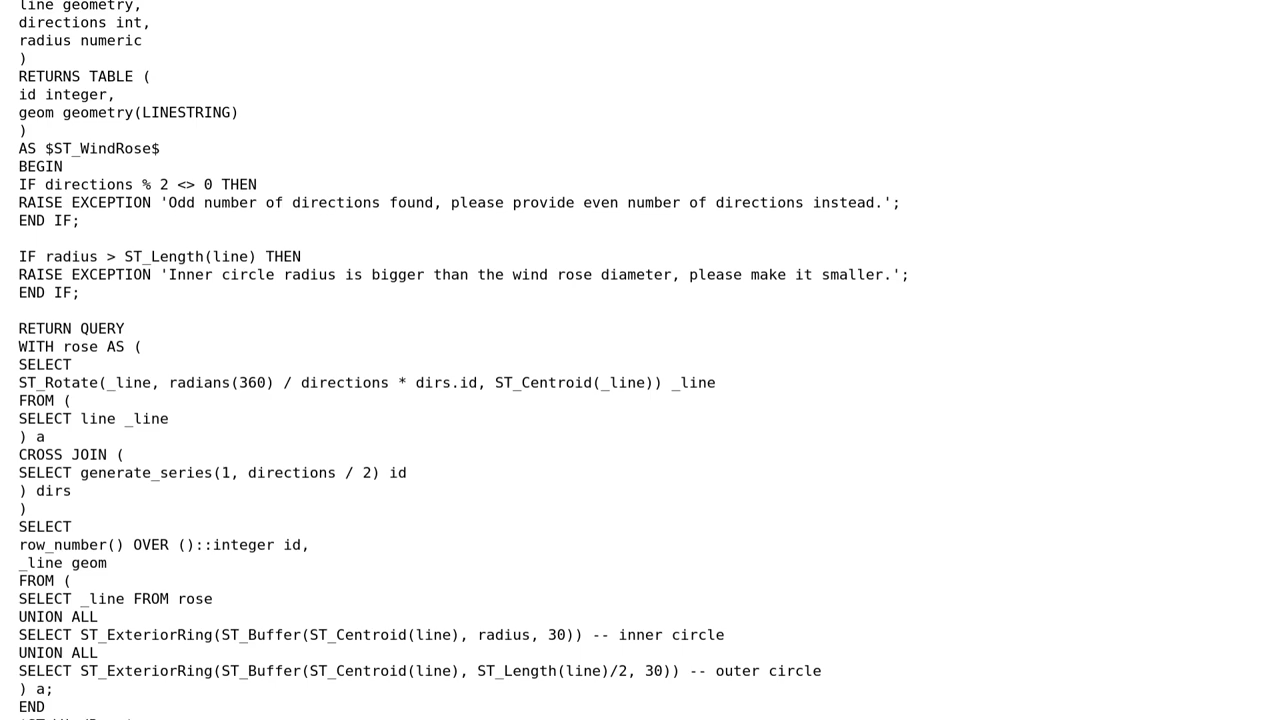 line geometry,
directions int,
radius numeric
)
RETURNS TABLE (
id integer,
geom geometry(LINESTRING)
)
AS $ST_WindRose$
BEGIN
IF directions % 2 <> 0 THEN
RAISE EXCEPTION 'Odd number of directions found, please provide even number of directions instead.';
END IF;

IF radius > ST_Length(line) THEN
RAISE EXCEPTION 'Inner circle radius is bigger than the wind rose diameter, please make it smaller.';
END IF;

RETURN QUERY
WITH rose AS (
SELECT
ST_Rotate(_line, radians(360) / directions * dirs.id, ST_Centroid(_line)) _line
FROM (
SELECT line _line
) a
CROSS JOIN (
SELECT generate_series(1, directions / 2) id
) dirs
)
SELECT
row_number() OVER ()::integer id,
_line geom
FROM (
SELECT _line FROM rose
UNION ALL
SELECT ST_ExteriorRing(ST_Buffer(ST_Centroid(line), radius, 30)) -- inner circle
UNION ALL
SELECT ST_ExteriorRing(ST_Buffer(ST_Centroid(line), ST_Length(line)/2, 30)) -- outer circle
) a;
END